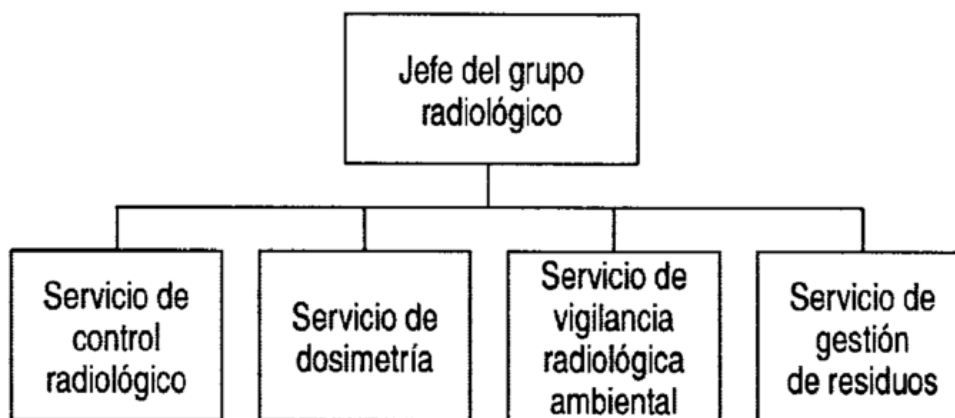 Jefe del grupo
radiológico
Servicio de
control
radiológico
Servicio de
dosimetría
Servicio de
vigilancia
radiológica
ambiental
Servicio de
gestión
de residuos